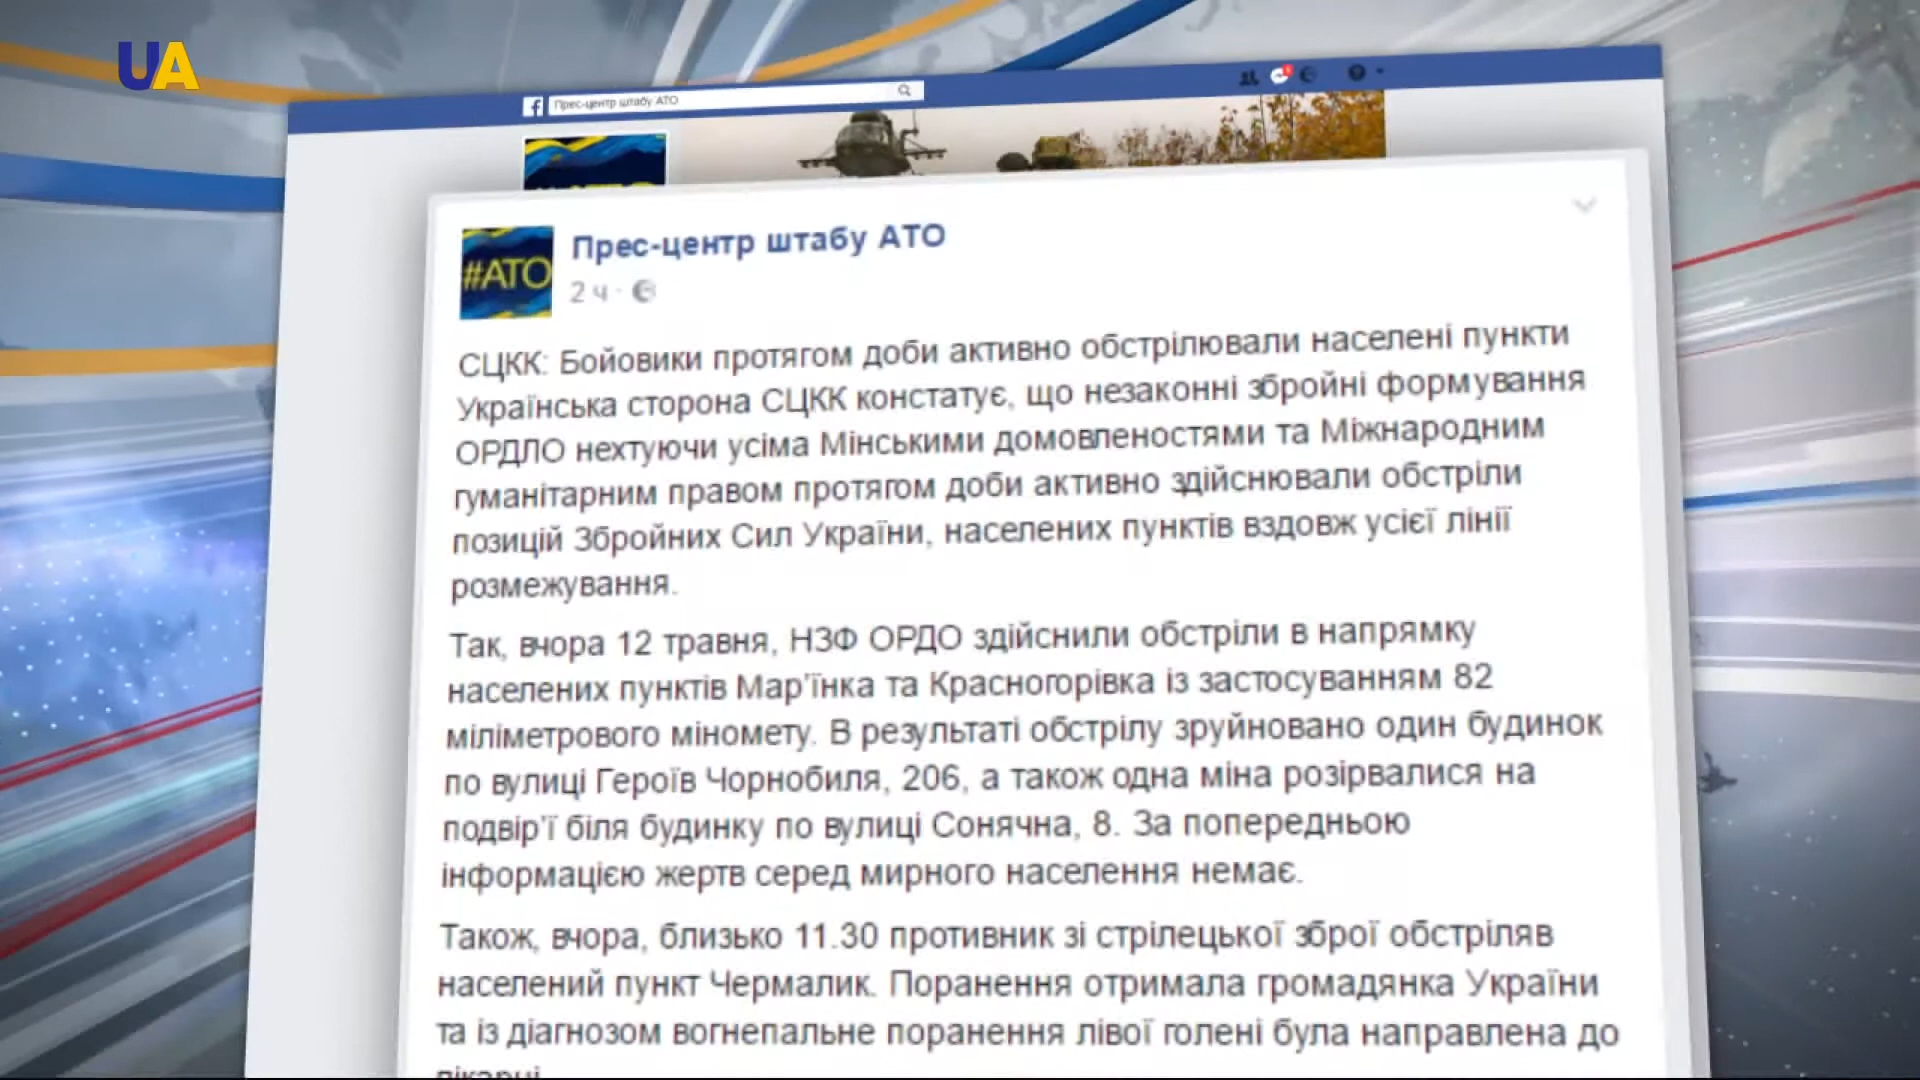 UA
Прес-центр штабу АТО
#АТО
Прес-центр штабу АТО
2 ч ·
СЦКК: Бойовики протягом доби активно обстрілювали населені пункти
Українська сторона СЦКК констатує, що незаконні збройні формування
ОРДЛО нехтуючи усіма Мінськими домовленостями та Міжнародним
гуманітарним правом протягом доби активно здійснювали обстріли
позицій Збройних Сил України, населених пунктів вздовж усієї лінії
розмежування.
Так, вчора 12 травня, НЗФ ОРДО здійснили обстріли в напрямку
населених пунктів Мар'їнка та Красногорівка із застосуванням 82
міліметрового міномету. В результаті обстрілу зруйновано один будинок
по вулиці Героїв Чорнобиля, 206, а також одна міна розірвалися на
подвір'ї біля будинку по вулиці Сонячна, 8. За попередньою
інформацією жертв серед мирного населення немає.
Також, вчора, близько 11.30 противник зі стрілецької зброї обстріляв
населений пункт Чермалик. Поранення отримала громадянка України
та із діагнозом вогнепальне поранення лівої голені була направлена до